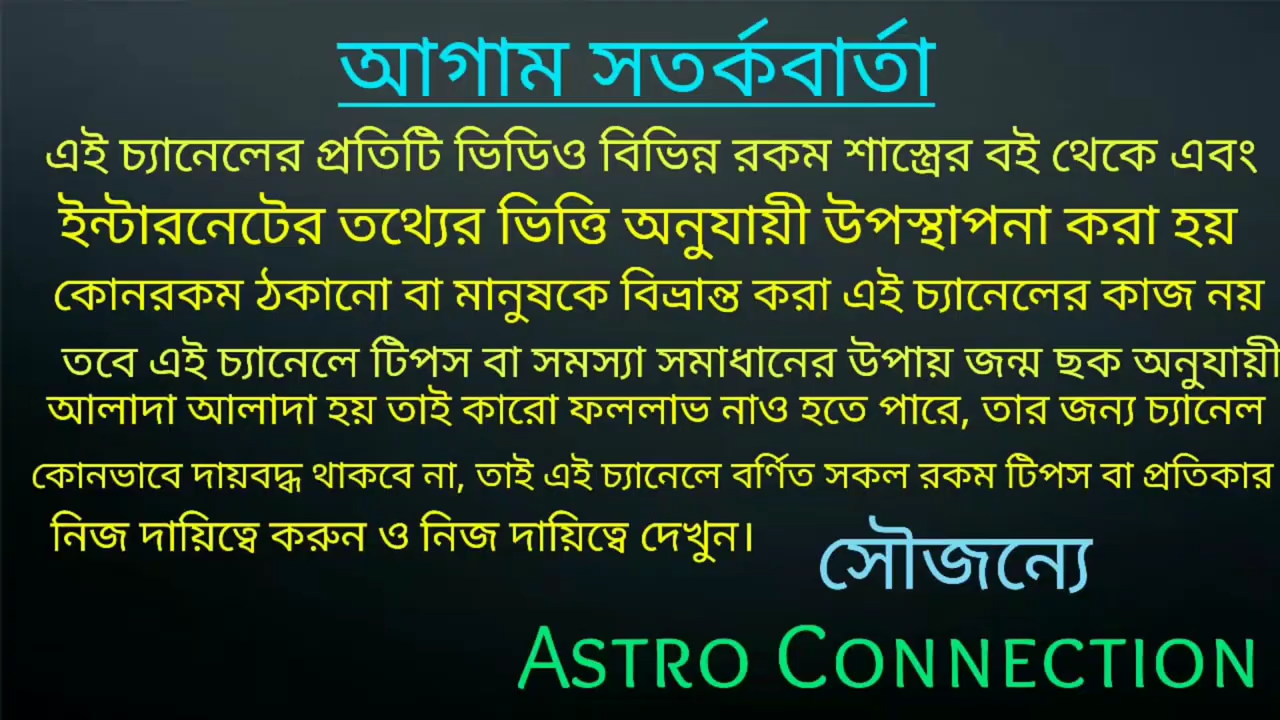 আগাম সতর্কবার্তা
এই চ্যানেলের প্রতিটি ভিডিও বিভিন্ন রকম শাস্ত্রের বই থেকে এবং
ইন্টারনেটের তথ্যের ভিত্তি অনুযায়ী উপস্থাপনা করা হয়
কোনরকম ঠকানো বা মানুষকে বিভ্রান্ত করা এই চ্যানেলের কাজ নয়
তবে এই চ্যানেলে টিপস বা সমস্যা সমাধানের উপায় জন্ম ছক অনুযায়ী
আলাদা আলাদা হয় তাই কারো ফললাভ নাও হতে পারে, তার জন্য চ্যানেল
কোনভাবে দায়বদ্ধ থাকবে না, তাই এই চ্যানেলে বর্ণিত সকল রকম টিপস বা প্রতিকার
নিজ দায়িত্বে করুন ও নিজ দায়িত্বে দেখুন।
সৌজন্যে
ASTRO CONNECTION